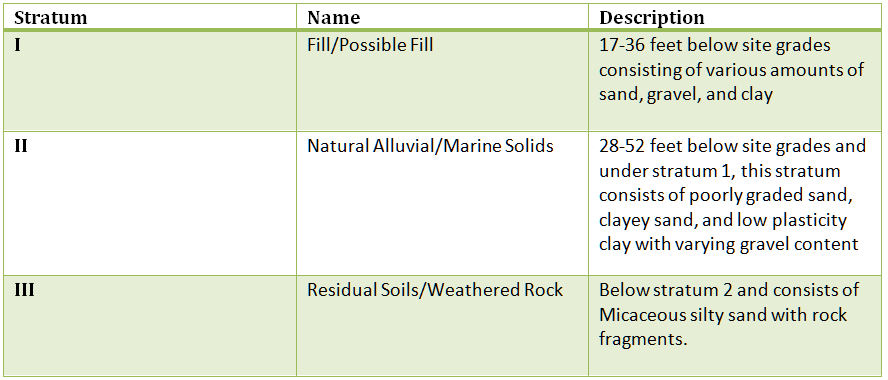 Stratum Name Description
I Fill/Possible Fill 17-36 feet below site grades
consisting of various amounts of
sand, gravel, and clay
II Natural Alluvial/Marine Solids 28-52 feet below site grades and
under stratum 1, this stratum
consists of poorly graded sand,
clayey sand, and low plasticity
clay with varying gravel content
III Residual Soils/Weathered Rock Below stratum 2 and consists of
Micaceous silty sand with rock
fragments.